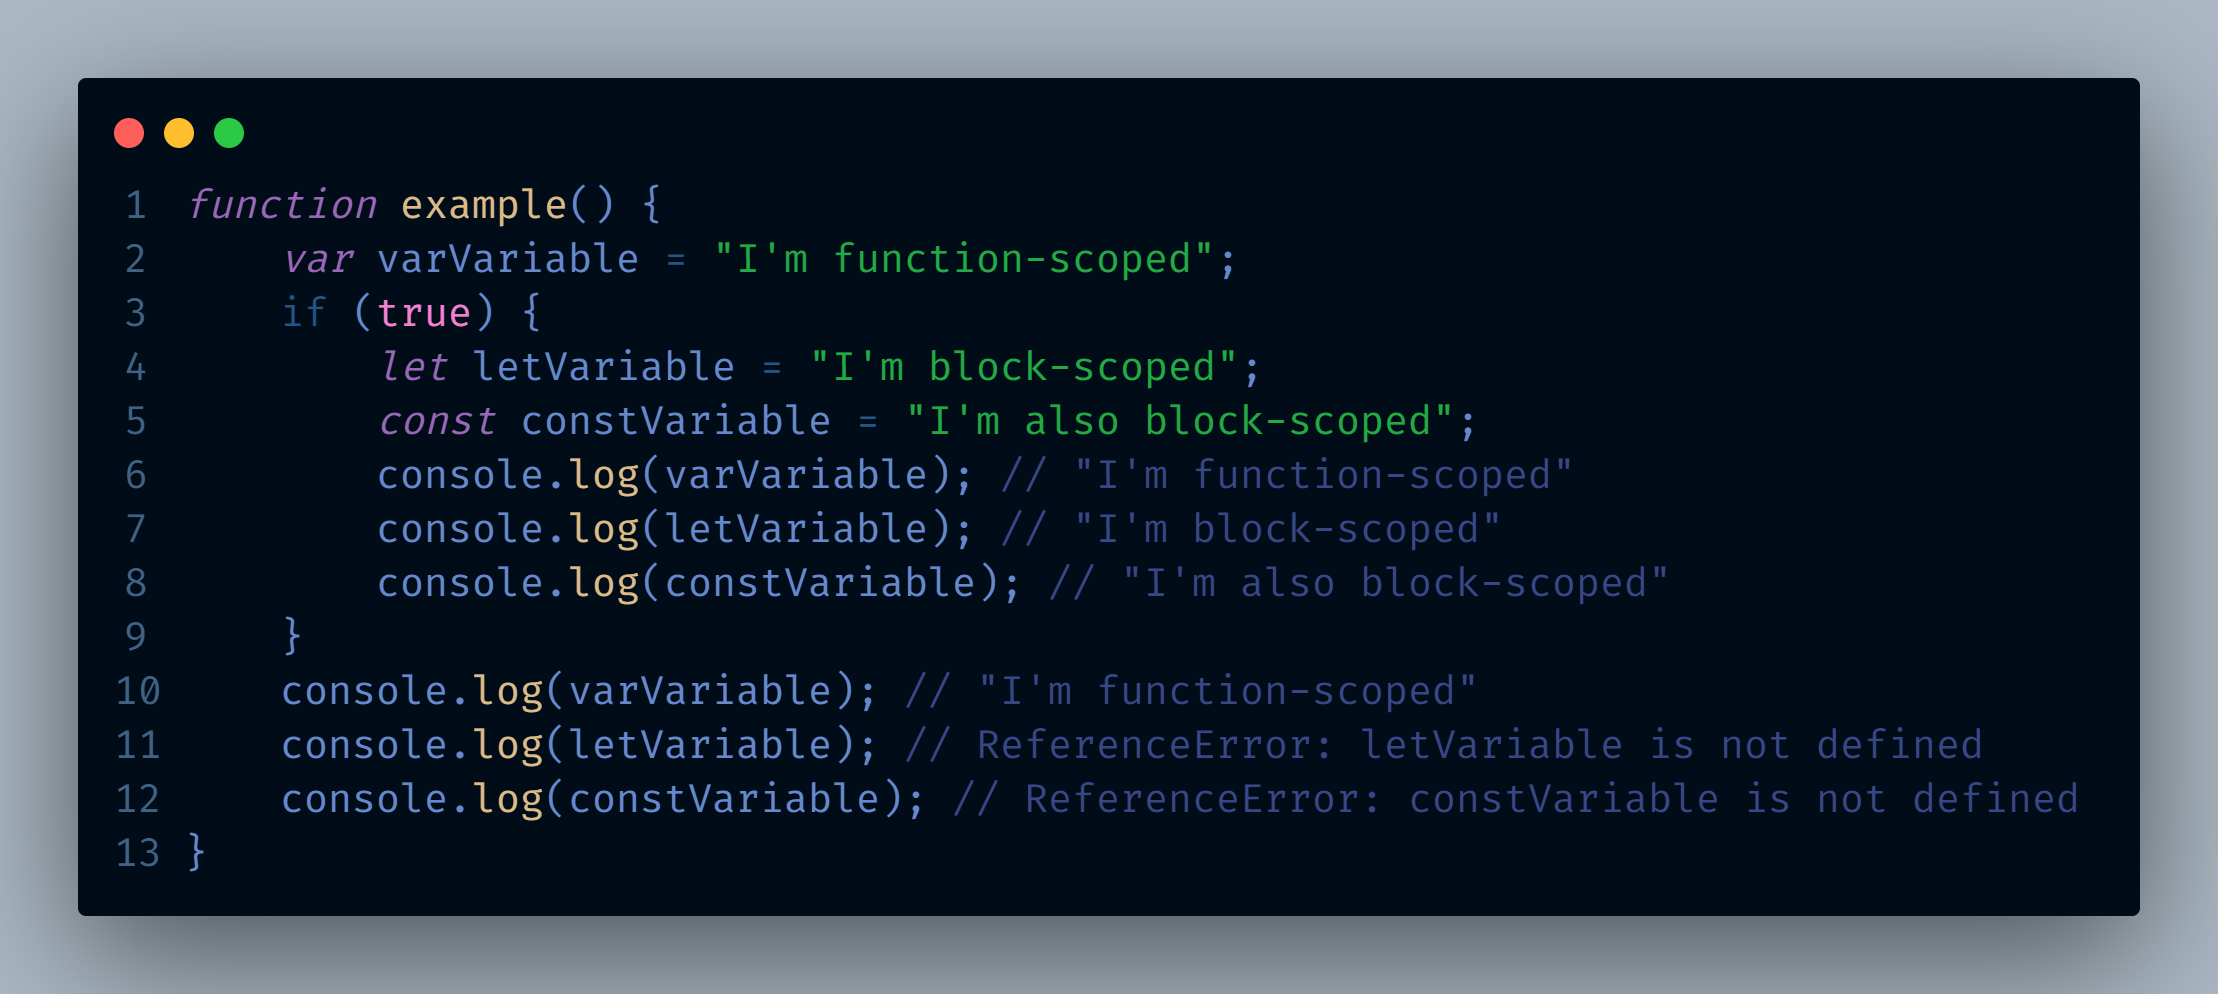 1 function example() {
2     var varVariable = "I'm function-scoped";
3     if (true) {
4         let letVariable = "I'm block-scoped";
5         const constVariable = "I'm also block-scoped";
6         console.log(varVariable); // "I'm function-scoped"
7         console.log(letVariable); // "I'm block-scoped"
8         console.log(constVariable); // "I'm also block-scoped"
9     }
10     console.log(varVariable); // "I'm function-scoped"
11     console.log(letVariable); // ReferenceError: letVariable is not defined
12     console.log(constVariable); // ReferenceError: constVariable is not defined
13 }